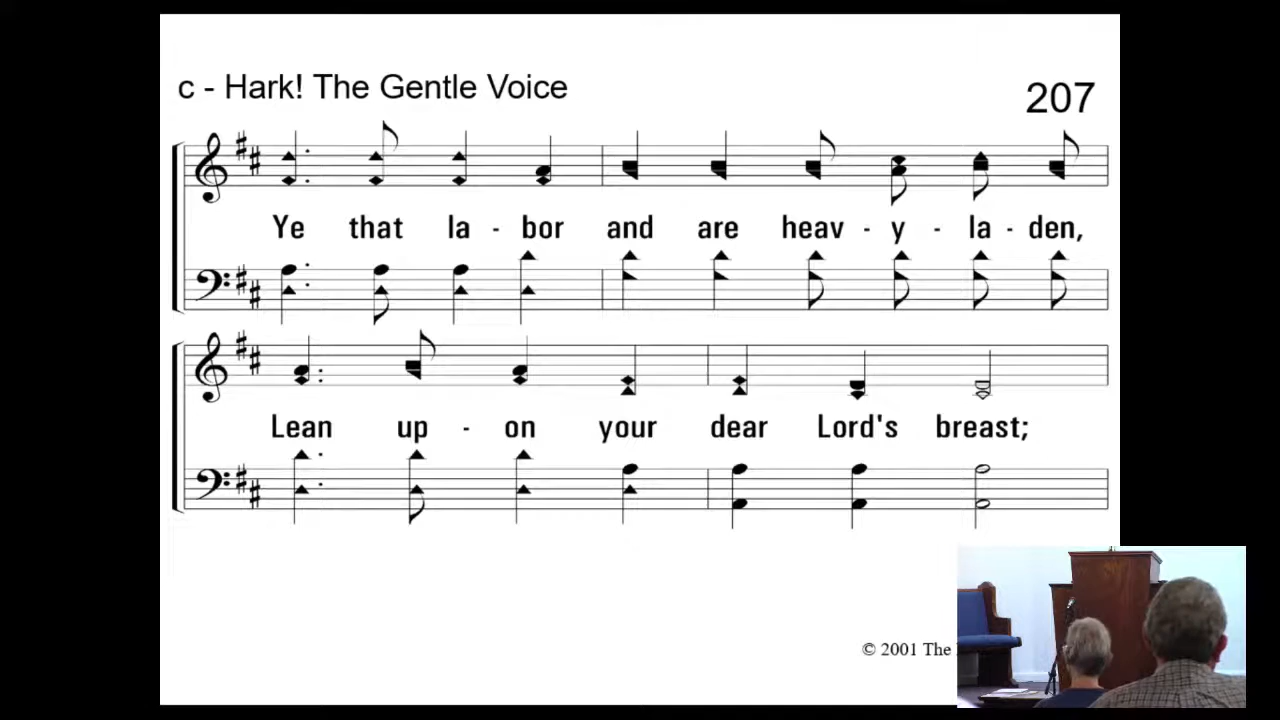 c - Hark! The Gentle Voice
207
Ye that la - bor and are heav - y - la - den,
Lean up - on your dear Lord's breast;
© 2001 The